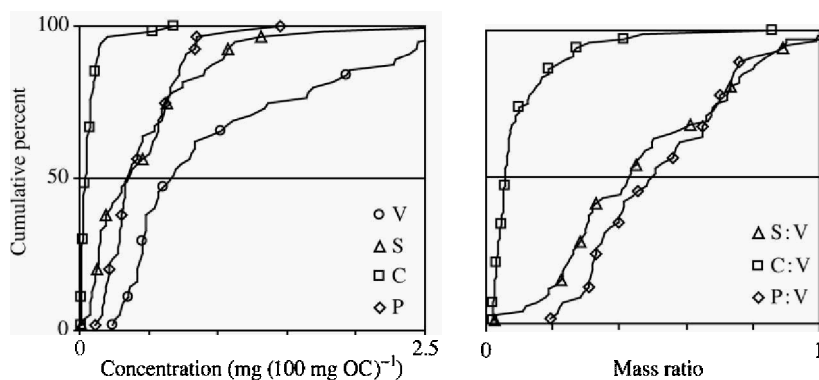 100
50
0
Cumulative percent
V
S
C
P
0 2.5
Concentration (mg (100 mg OC)⁻¹)
S:V
C:V
P:V
0 1
Mass ratio